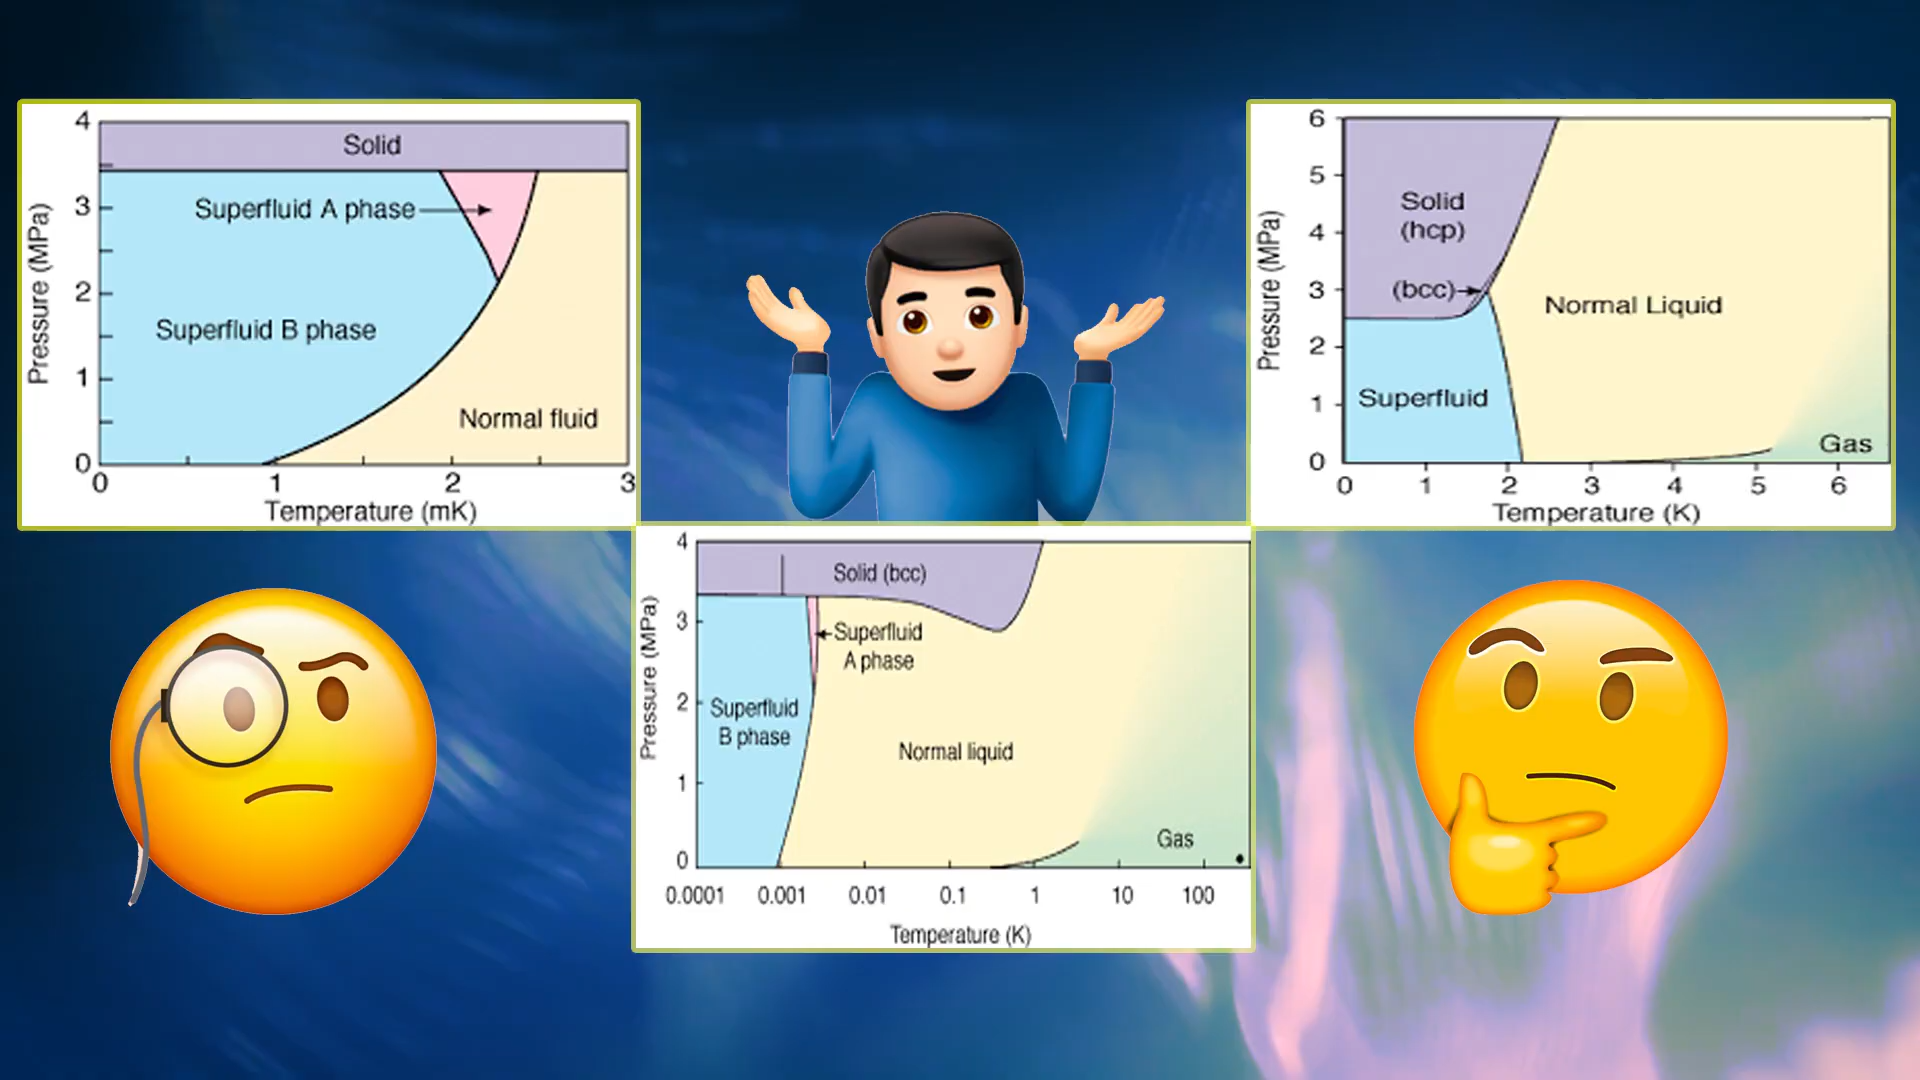 4
3
2
1
0
Pressure (MPa)
Solid
Superfluid A phase
Superfluid B phase
Normal fluid
0 1 2 3
Temperature (mK)
6
5
4
3
2
1
0
Pressure (MPa)
Solid
(hcp)
(bcc)
Normal Liquid
Superfluid
Gas
0 1 2 3 4 5 6
Temperature (K)
4
3
2
1
0
Pressure (MPa)
Solid (bcc)
Superfluid
A phase
Superfluid
B phase
Normal liquid
Gas
0.0001 0.001 0.01 0.1 1 10 100
Temperature (K)